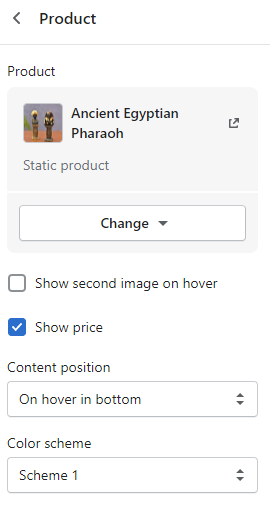 Product
Product
Ancient Egyptian
Pharaoh
Static product
Change
Show second image on hover
Show price
Content position
On hover in bottom
Color scheme
Scheme 1